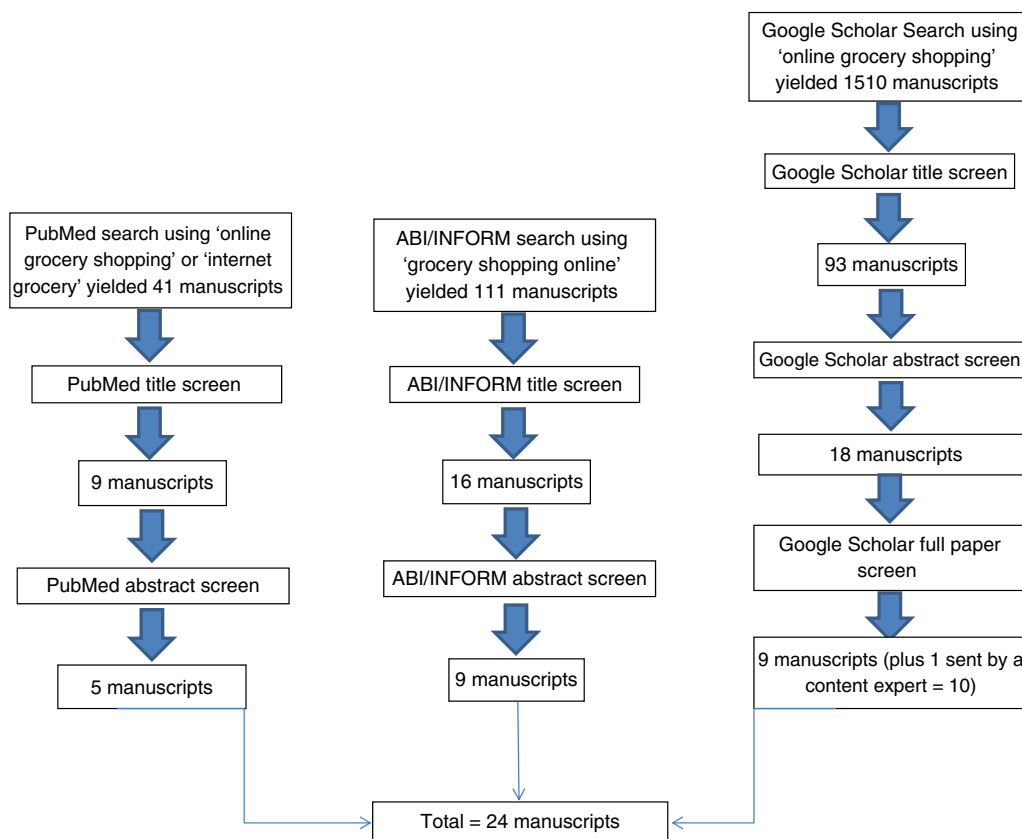 Google Scholar Search using
‘online grocery shopping’
yielded 1510 manuscripts
Google Scholar title screen
93 manuscripts
Google Scholar abstract screen
18 manuscripts
Google Scholar full paper
screen
9 manuscripts (plus 1 sent by a
content expert = 10)
PubMed search using ‘online
grocery shopping’ or ‘internet
grocery’ yielded 41 manuscripts
PubMed title screen
9 manuscripts
PubMed abstract screen
5 manuscripts
ABI/INFORM search using
‘grocery shopping online’
yielded 111 manuscripts
ABI/INFORM title screen
16 manuscripts
ABI/INFORM abstract screen
9 manuscripts
Total = 24 manuscripts